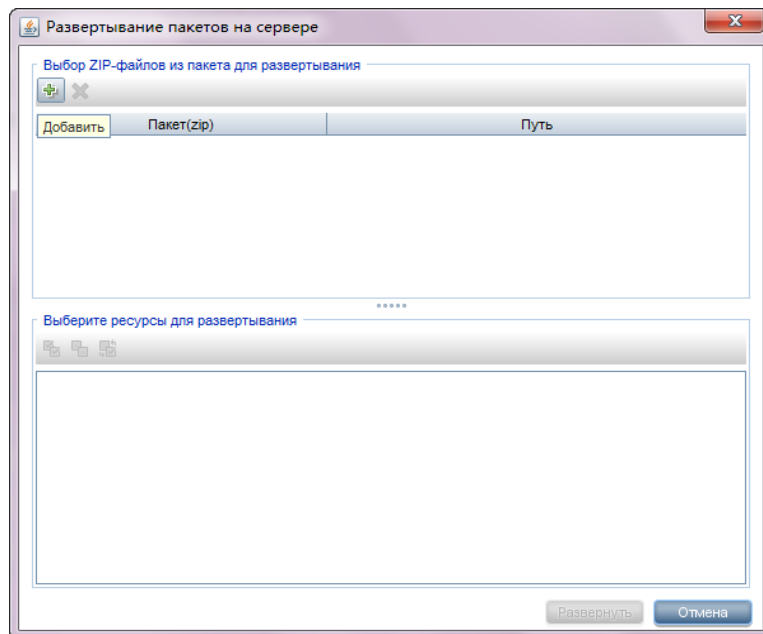 Развертывание пакетов на сервере
Выбор ZIP-файлов из пакета для развертывания
Добавить
Пакет(zip) Путь
Выберите ресурсы для развертывания
Развернуть Отмена